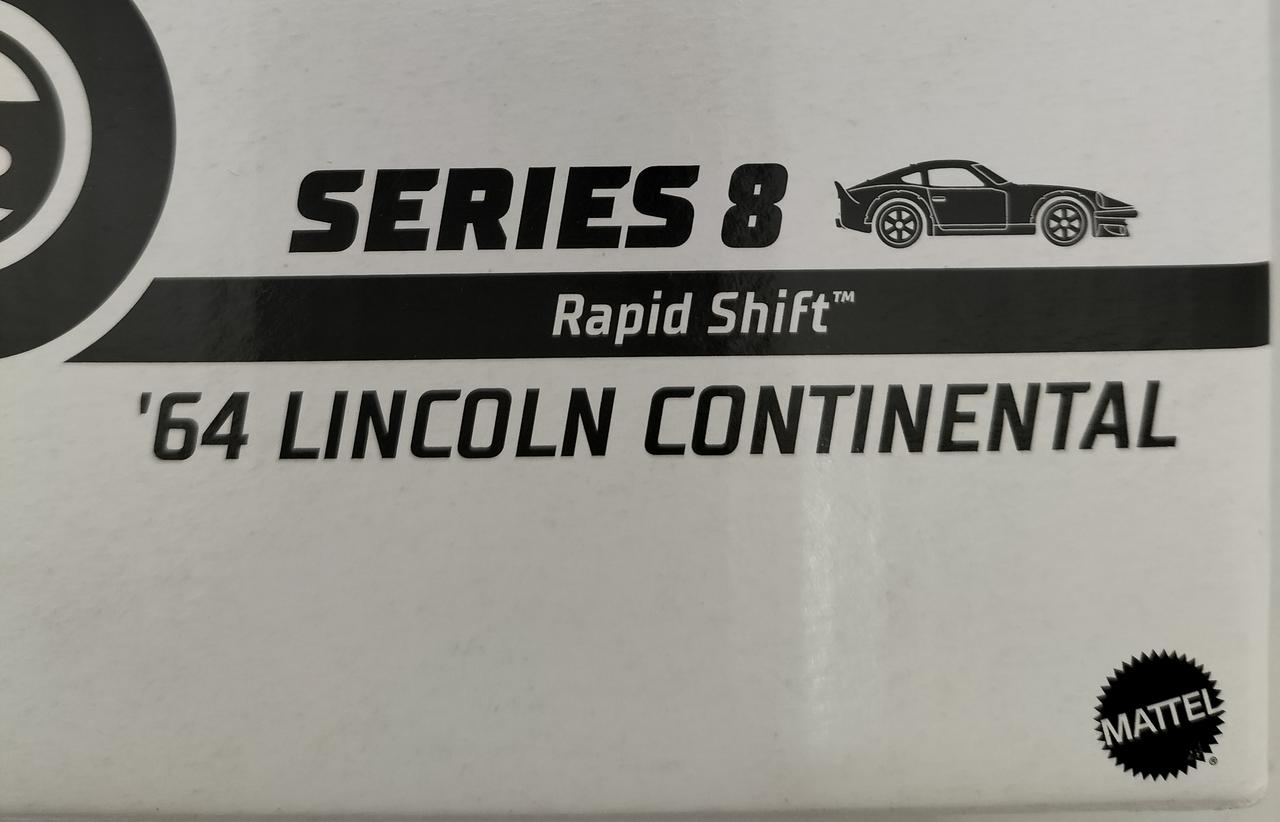 SERIES 8
Rapid Shift™
'64 LINCOLN CONTINENTAL
MATTEL®